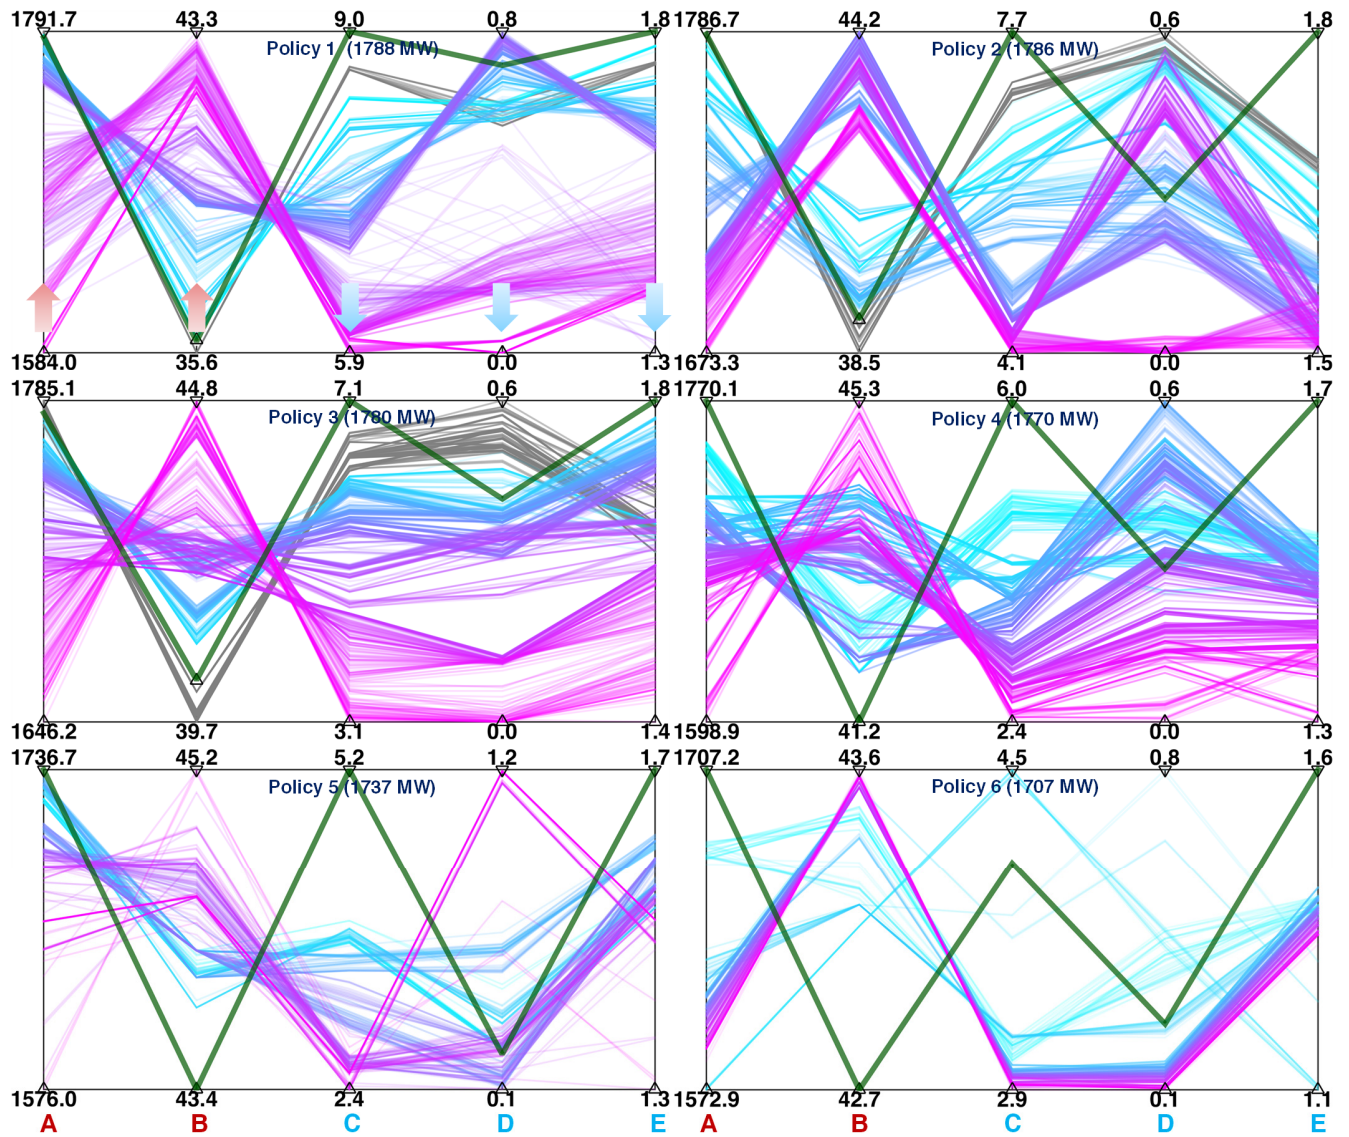 1791.7 43.3 9.0 0.8 1.8 1786.7 44.2 7.7 0.6 1.8
Policy 1 (1788 MW) Policy 2 (1786 MW)
1584.0 35.6 5.9 0.0 1.3 1673.3 38.5 4.1 0.0 1.5
1785.1 44.8 7.1 0.6 1.8 1770.1 45.3 6.0 0.6 1.7
Policy 3 (1780 MW) Policy 4 (1770 MW)
1646.2 39.7 3.1 0.0 1.4 1598.9 41.2 2.4 0.0 1.3
1736.7 45.2 5.2 1.2 1.7 1707.2 43.6 4.5 0.8 1.6
Policy 5 (1737 MW) Policy 6 (1707 MW)
1576.0 43.4 2.4 0.1 1.3 1572.9 42.7 2.9 0.1 1.1
A B C D E A B C D E